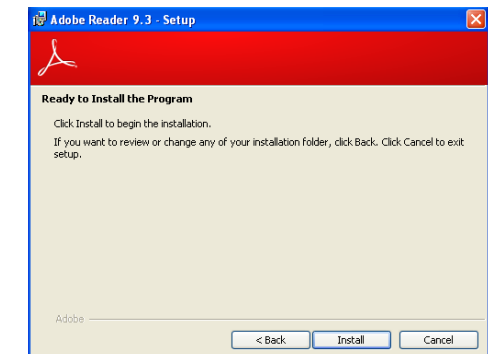 Adobe Reader 9.3 - Setup
Ready to Install the Program
Click Install to begin the installation.
If you want to review or change any of your installation folder, click Back. Click Cancel to exit
setup.
Adobe
< Back Install Cancel